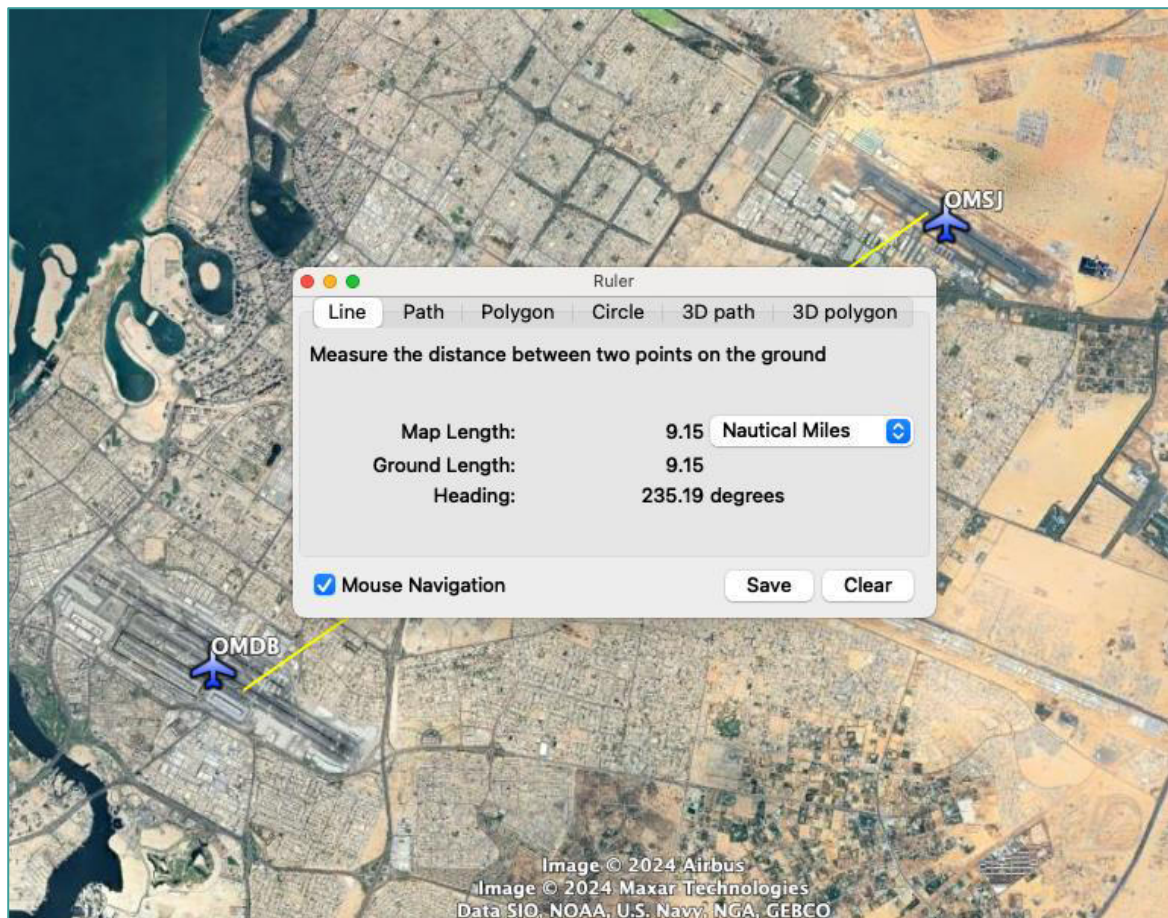 OMSJ
Ruler
Line Path Polygon Circle 3D path 3D polygon
Measure the distance between two points on the ground
Map Length: 9.15 Nautical Miles
Ground Length: 9.15
Heading: 235.19 degrees
Mouse Navigation Save Clear
OMDB
Image © 2024 Airbus
Image © 2024 Maxar Technologies
Data SIO, NOAA, U.S. Navy, NGA, GEBCO